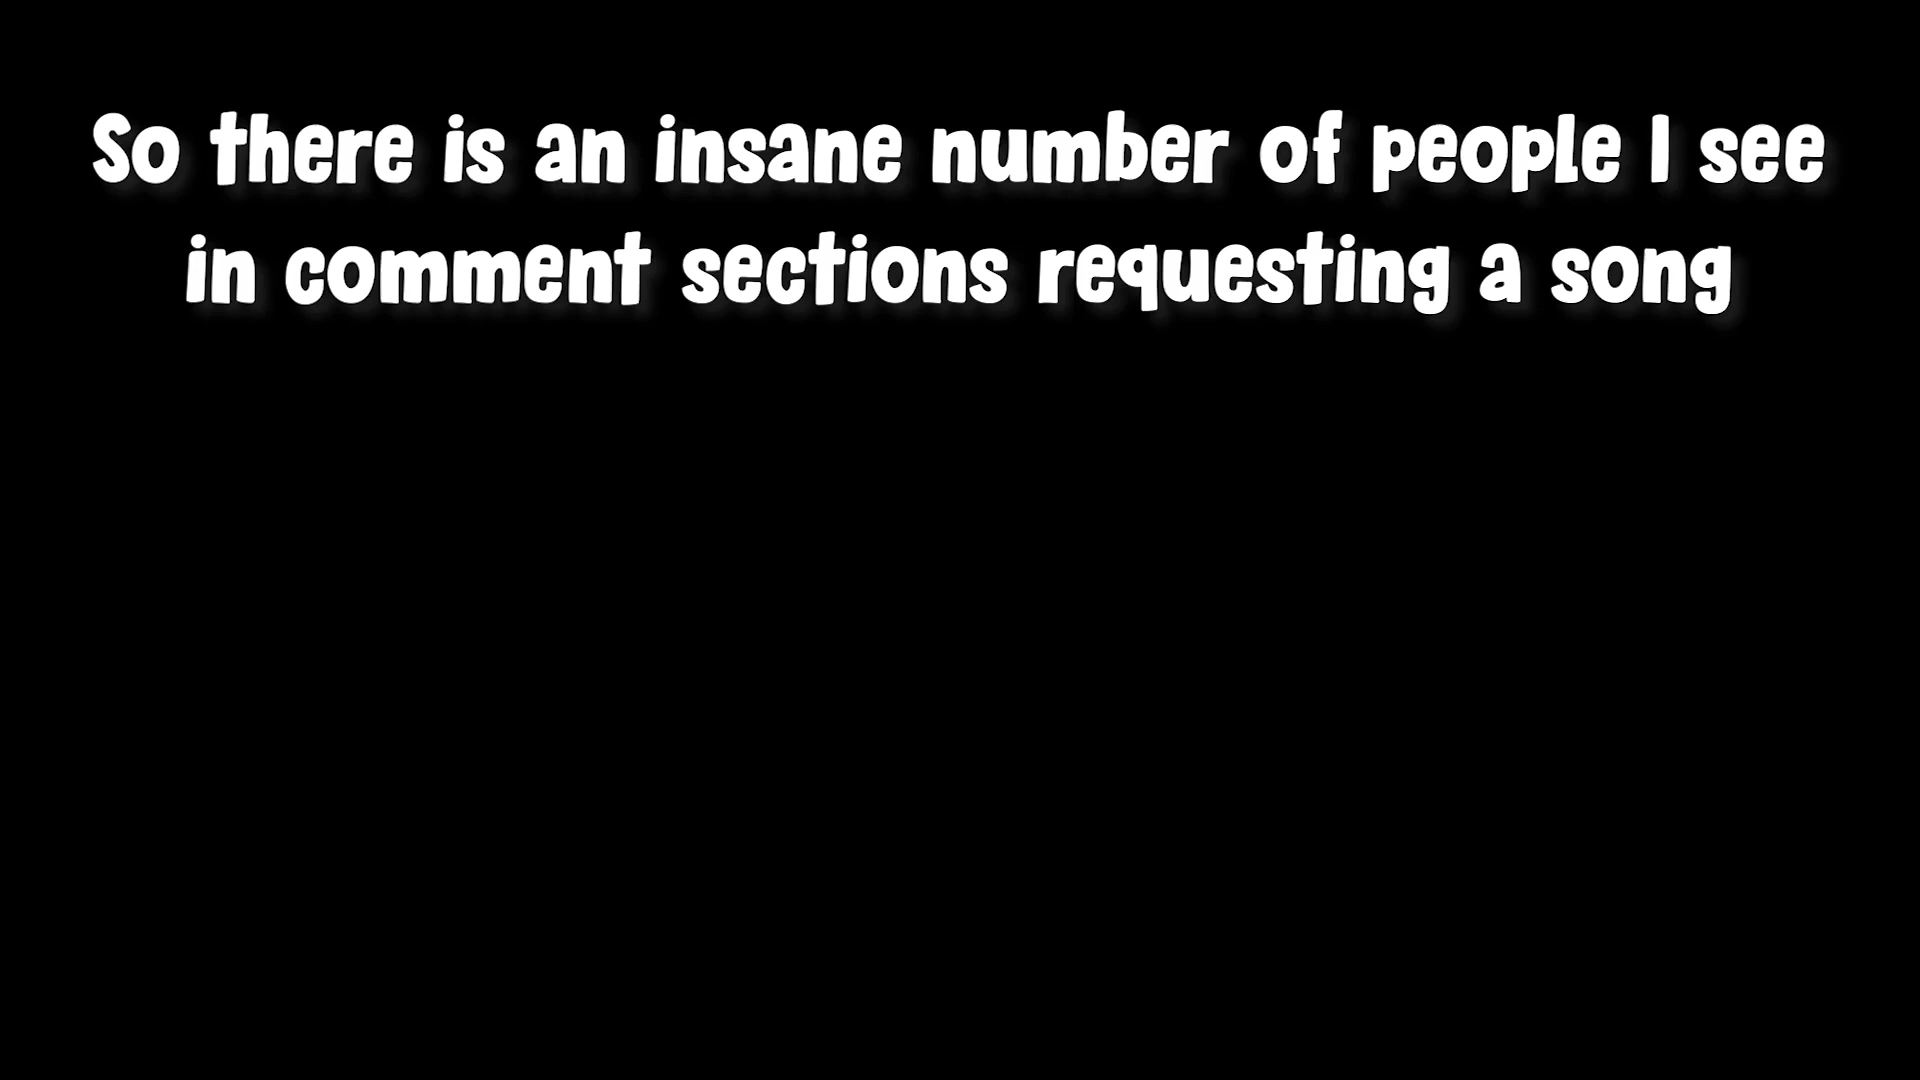 So there is an insane number of people I see
in comment sections requesting a song